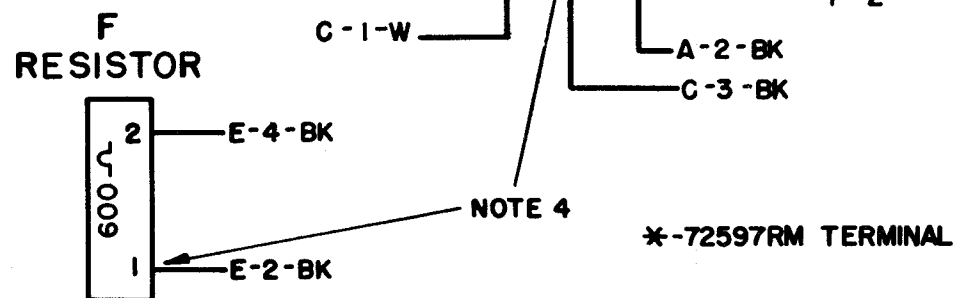 F
RESISTOR
C-1-W
A-2-BK
C-3-BK
2
E-4-BK
600Ω
NOTE 4
*-72597RM TERMINAL
1
E-2-BK